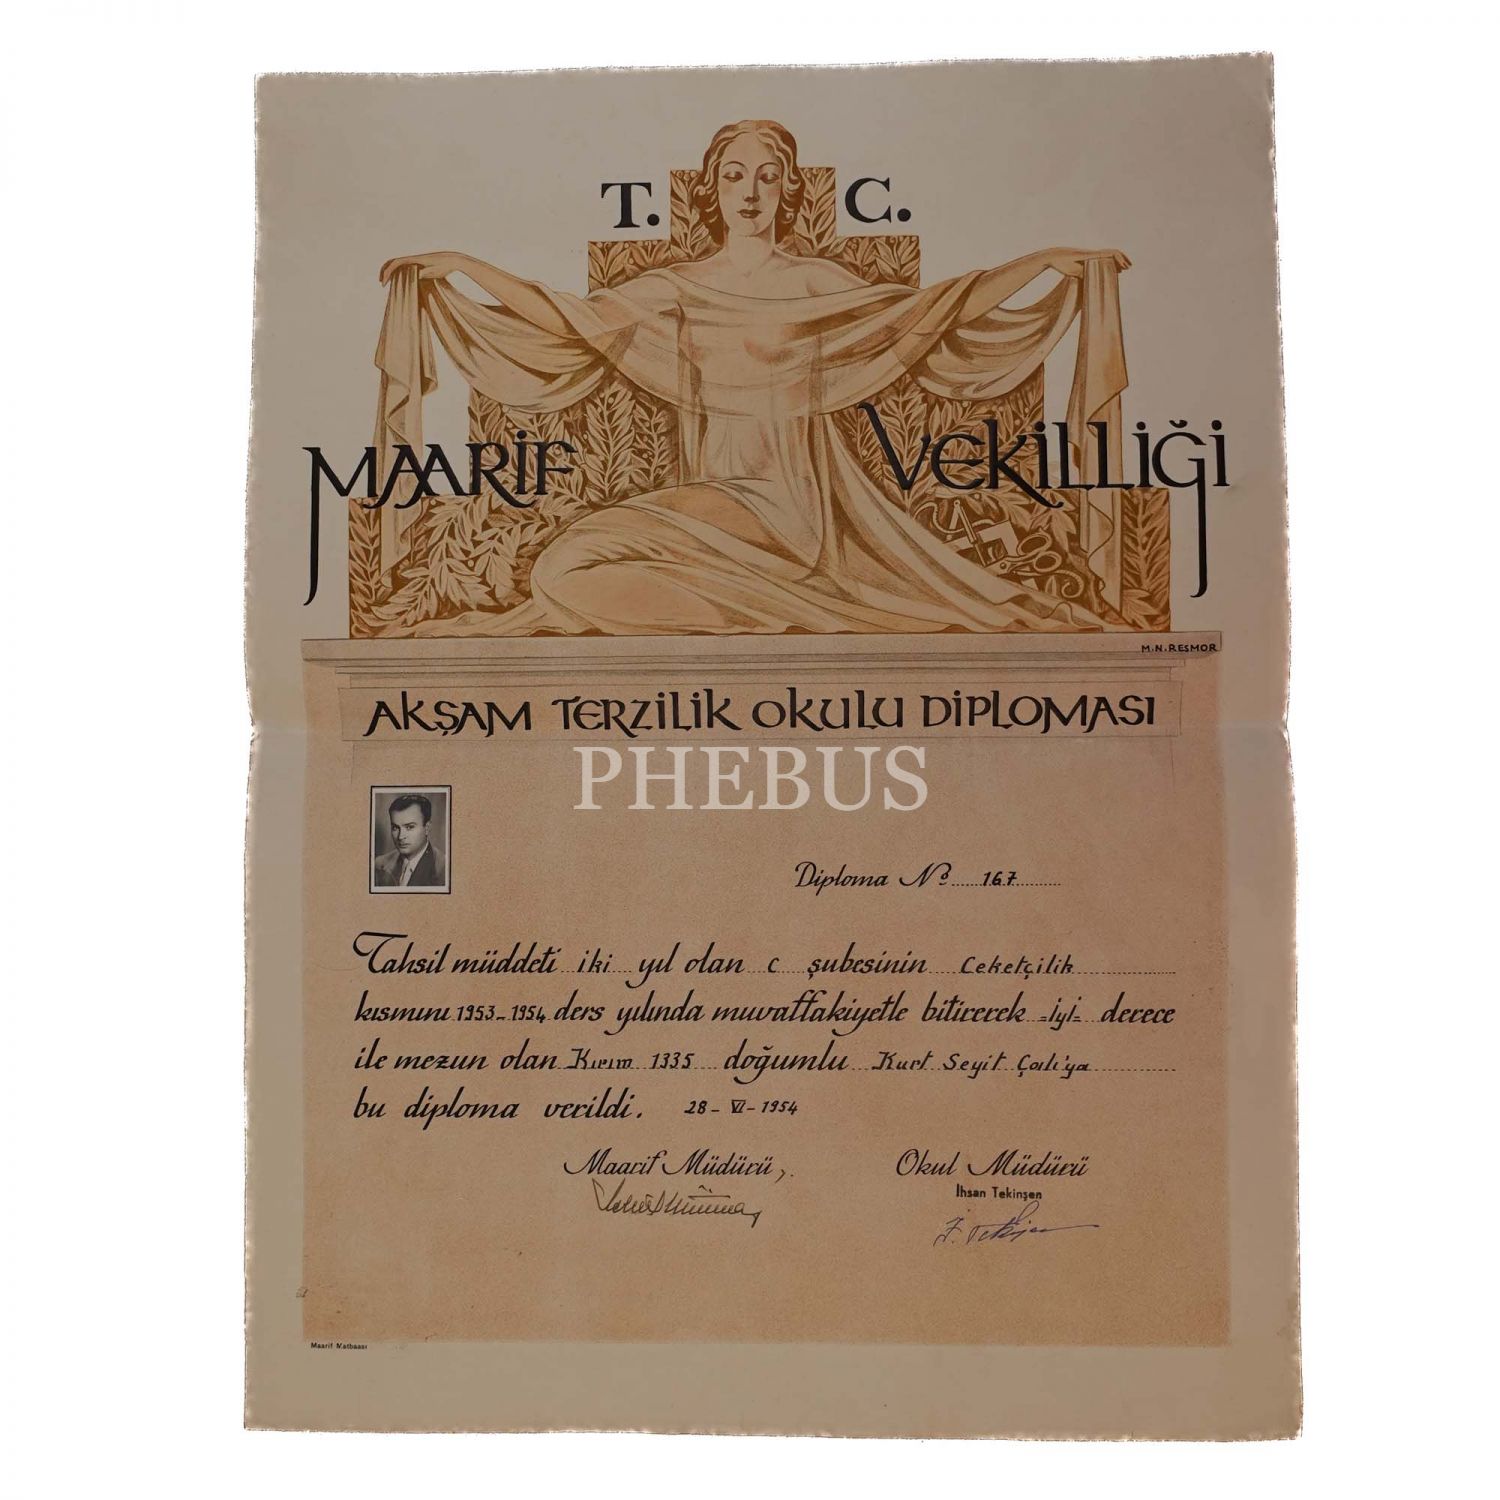 T. C.
MAARİF VEKİLLİĞİ
M.N.RESMOR
AKŞAM TERZİLİK OKULU DİPLOMASI
PHEBUS
Diploma No 167
Tahsil müddeti iki yıl olan C şubesinin Ceketçilik
kısmını 1953-1954 ders yılında muvaffakiyetle bitirerek =İyi= derece
ile mezun olan Kırım 1335 doğumlu Kurt Seyit Çalı'ya
bu diploma verildi. 28-VI-1954
Maarif Müdürü, Okul Müdürü
İhsan Tekinşen
Maarif Matbaası